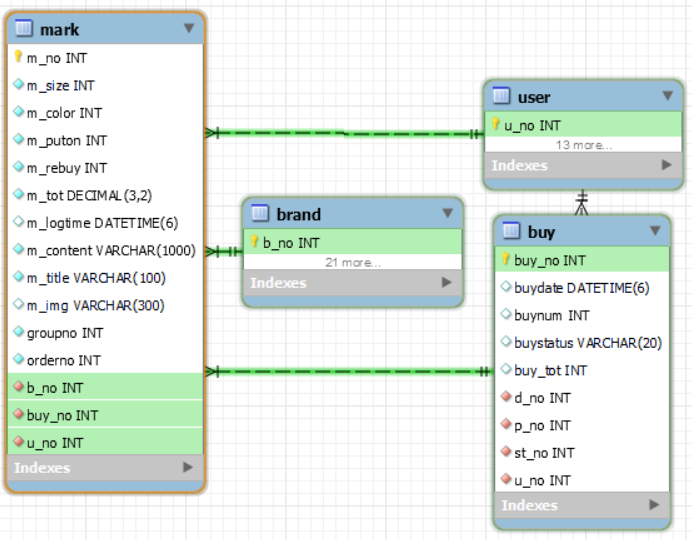 mark
m_no INT
m_size INT
m_color INT
m_puton INT
m_rebuy INT
m_tot DECIMAL(3,2)
m_logtime DATETIME(6)
m_content VARCHAR(1000)
m_title VARCHAR(100)
m_img VARCHAR(300)
groupno INT
orderno INT
b_no INT
buy_no INT
u_no INT
Indexes
brand
b_no INT
21 more...
Indexes
user
u_no INT
13 more...
Indexes
buy
buy_no INT
buydate DATETIME(6)
buynum INT
buystatus VARCHAR(20)
buy_tot INT
d_no INT
p_no INT
st_no INT
u_no INT
Indexes